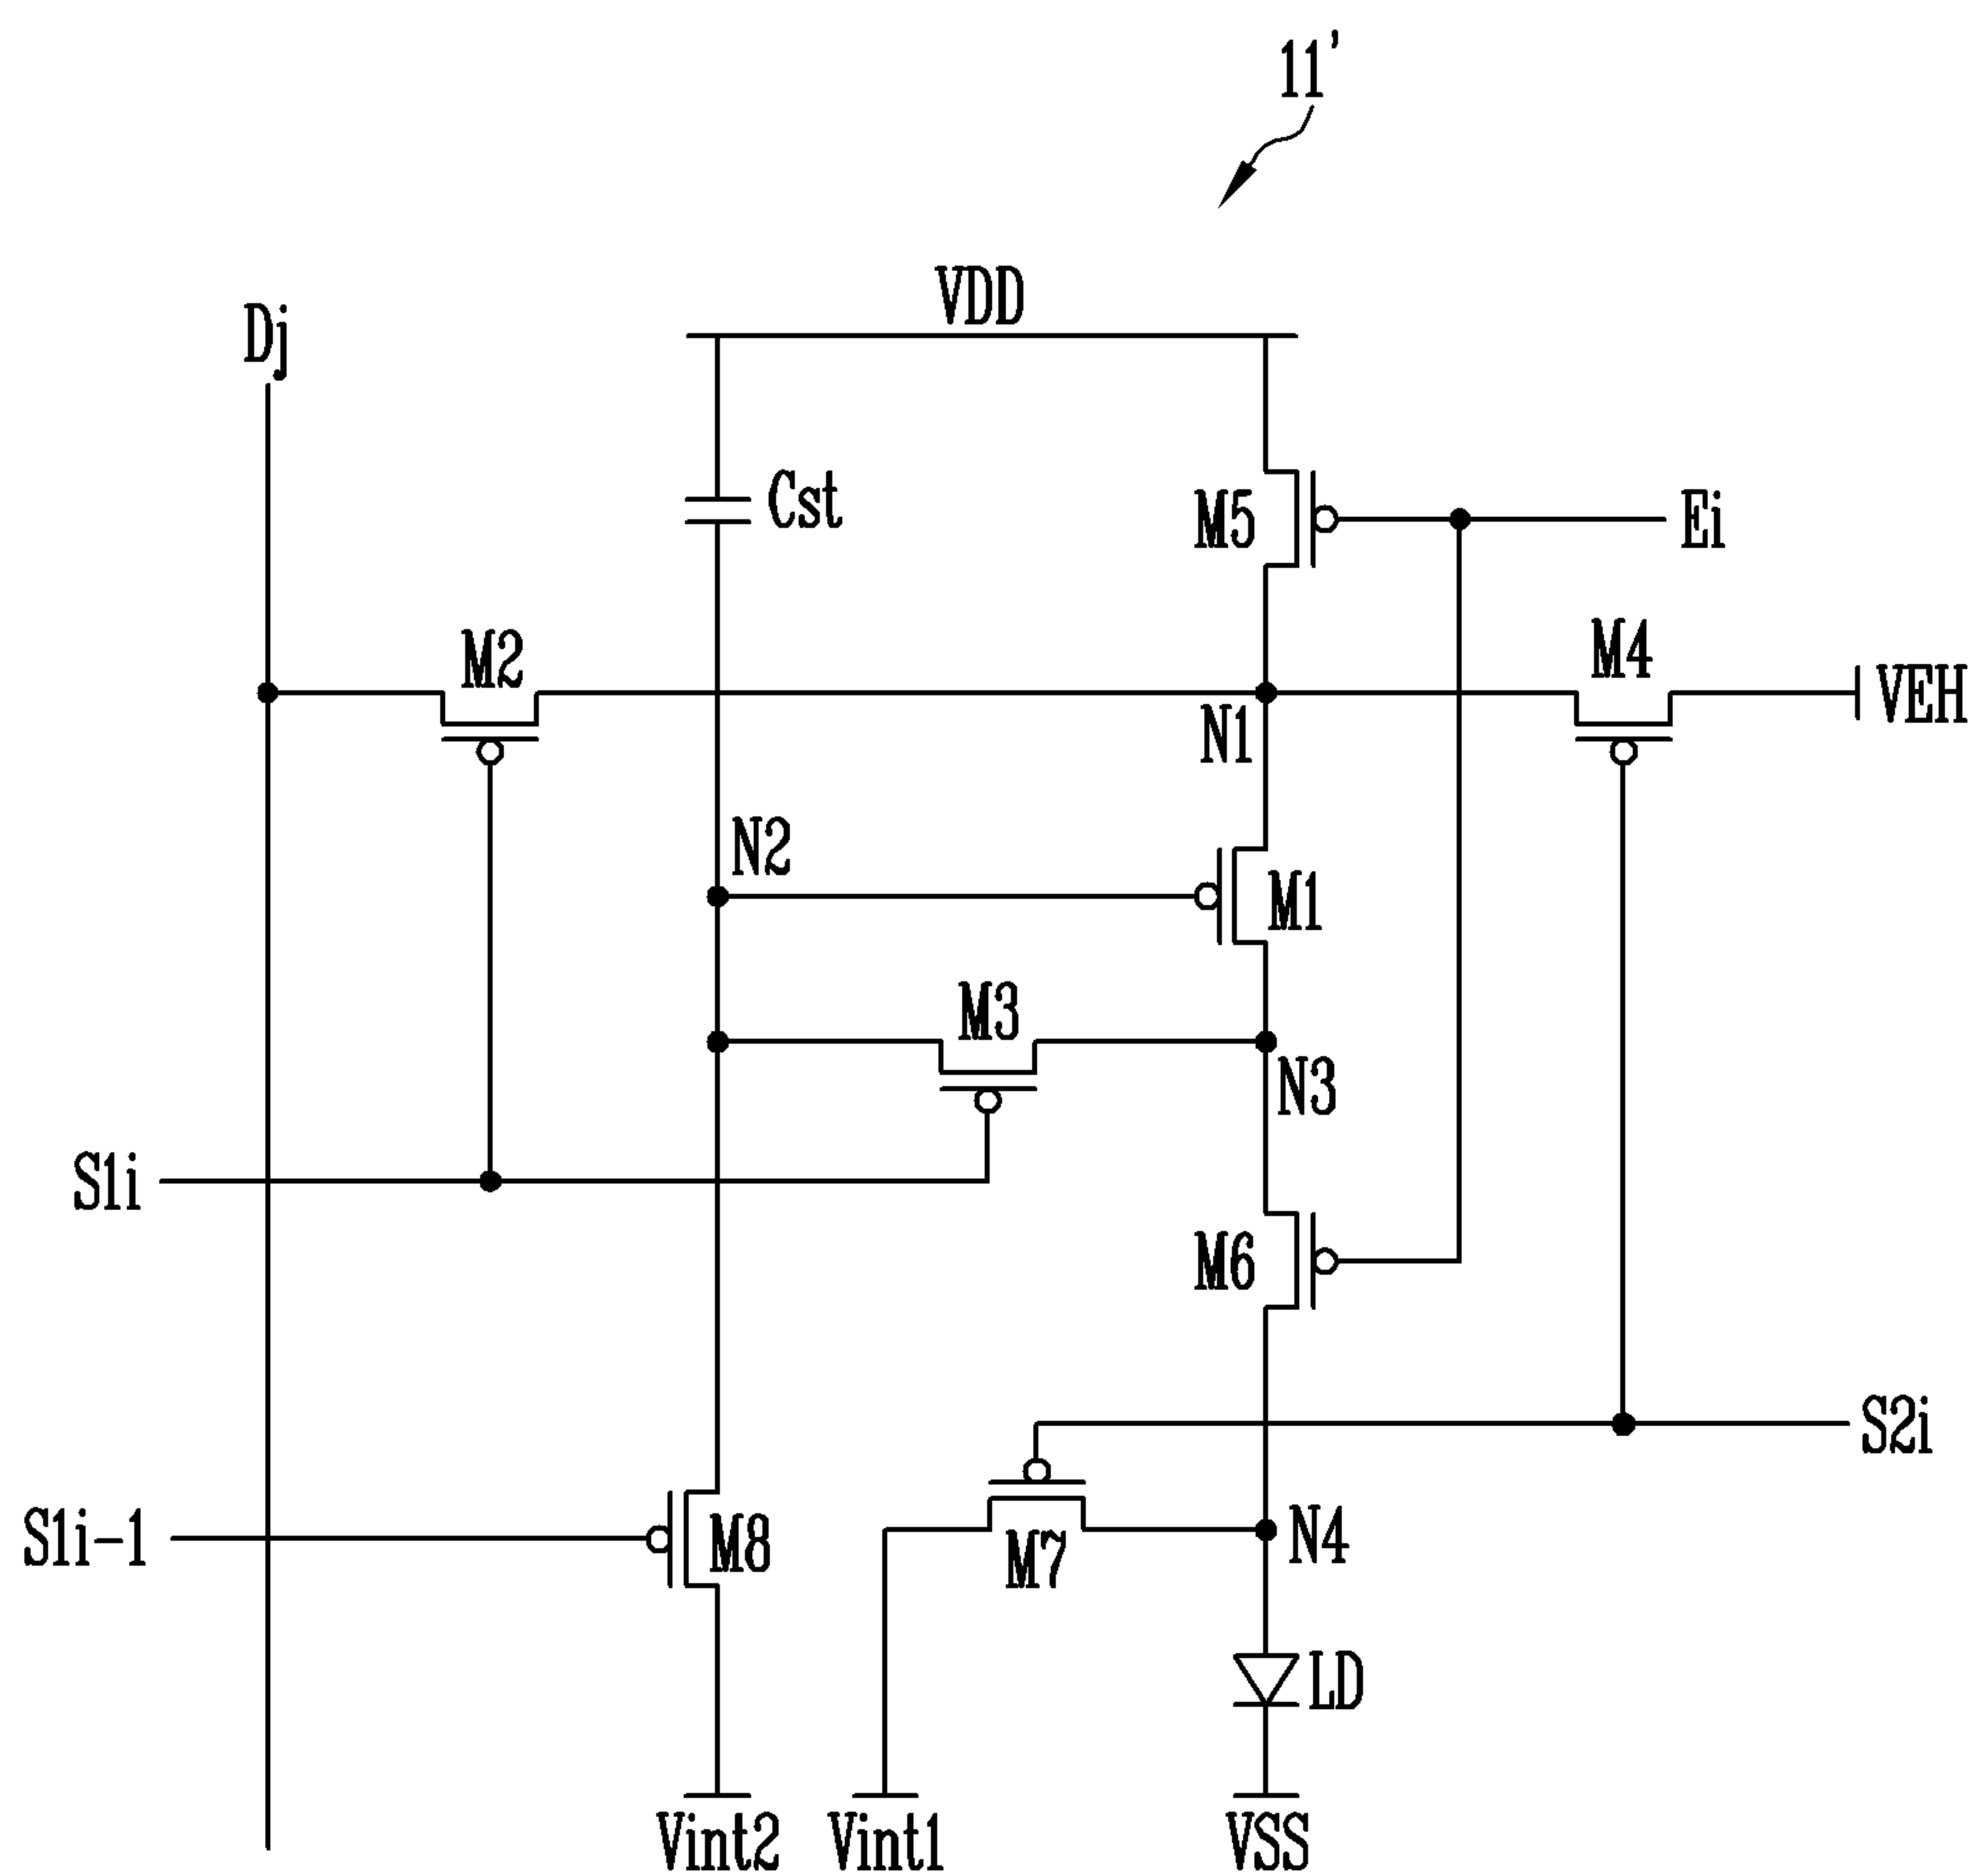 11'
VDD
Dj
Cst
M5
Ei
M2
M4
VEH
N1
N2
M1
M3
N3
S1i
M6
S2i
S1i-1
M8
M7
N4
LD
Vint2
Vint1
VSS